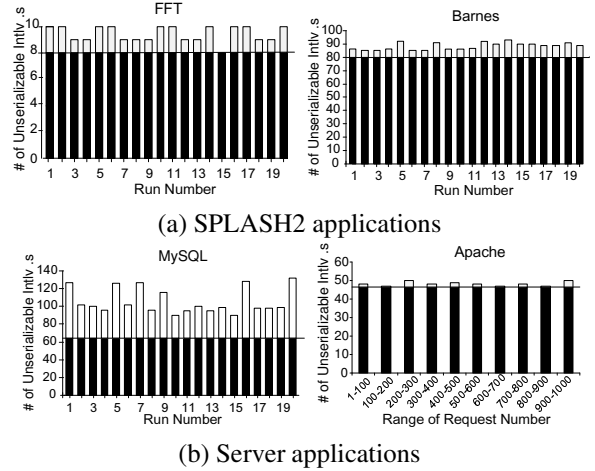 FFT
# of Unserializable Intlv .s
10
8
6
4
2
0
1 3 5 7 9 11 13 15 17 19
Run Number
Barnes
# of Unserializable Intlv .s
100
90
80
70
60
50
40
30
20
10
0
1 3 5 7 9 11 13 15 17 19
Run Number
(a) SPLASH2 applications
MySQL
# of Unserializable Intlv .s
140
120
100
80
60
40
20
0
1 3 5 7 9 11 13 15 17 19
Run Number
Apache
# of Unserializable Intlv .s
60
50
40
30
20
10
0
1-100
100-200
200-300
300-400
400-500
500-600
600-700
700-800
800-900
900-1000
Range of Request Number
(b) Server applications